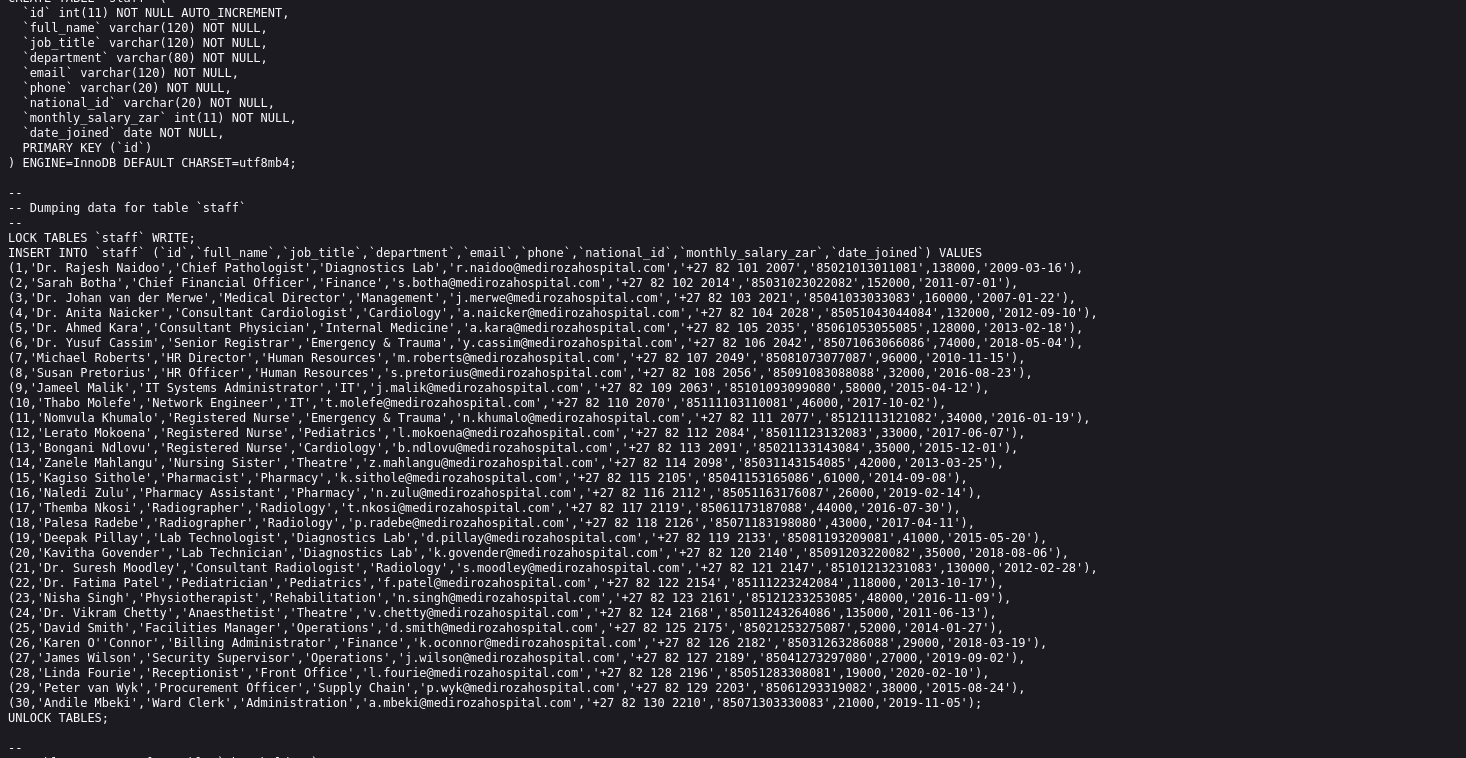 CREATE TABLE `staff` (
  `id` int(11) NOT NULL AUTO_INCREMENT,
  `full_name` varchar(120) NOT NULL,
  `job_title` varchar(120) NOT NULL,
  `department` varchar(80) NOT NULL,
  `email` varchar(120) NOT NULL,
  `phone` varchar(20) NOT NULL,
  `national_id` varchar(20) NOT NULL,
  `monthly_salary_zar` int(11) NOT NULL,
  `date_joined` date NOT NULL,
  PRIMARY KEY (`id`)
) ENGINE=InnoDB DEFAULT CHARSET=utf8mb4;
--
-- Dumping data for table `staff`
--
LOCK TABLES `staff` WRITE;
INSERT INTO `staff` (`id`,`full_name`,`job_title`,`department`,`email`,`phone`,`national_id`,`monthly_salary_zar`,`date_joined`) VALUES
(1,'Dr. Rajesh Naidoo','Chief Pathologist','Diagnostics Lab','r.naidoo@medirozahospital.com','+27 82 101 2007','85021013011081',138000,'2009-03-16'),
(2,'Sarah Botha','Chief Financial Officer','Finance','s.botha@medirozahospital.com','+27 82 102 2014','85031023022082',152000,'2011-07-01'),
(3,'Dr. Johan van der Merwe','Medical Director','Management','j.merwe@medirozahospital.com','+27 82 103 2021','85041033033083',160000,'2007-01-22'),
(4,'Dr. Anita Naicker','Consultant Cardiologist','Cardiology','a.naicker@medirozahospital.com','+27 82 104 2028','85051043044084',132000,'2012-09-10'),
(5,'Dr. Ahmed Kara','Consultant Physician','Internal Medicine','a.kara@medirozahospital.com','+27 82 105 2035','85061053055085',128000,'2013-02-18'),
(6,'Dr. Yusuf Cassim','Senior Registrar','Emergency & Trauma','y.cassim@medirozahospital.com','+27 82 106 2042','85071063066086',74000,'2018-05-04'),
(7,'Michael Roberts','HR Director','Human Resources','m.roberts@medirozahospital.com','+27 82 107 2049','85081073077087',96000,'2010-11-15'),
(8,'Susan Pretorius','HR Officer','Human Resources','s.pretorius@medirozahospital.com','+27 82 108 2056','85091083088088',32000,'2016-08-23'),
(9,'Jameel Malik','IT Systems Administrator','IT','j.malik@medirozahospital.com','+27 82 109 2063','85101093099080',58000,'2015-04-12'),
(10,'Thabo Molefe','Network Engineer','IT','t.molefe@medirozahospital.com','+27 82 110 2070','85111103110081',46000,'2017-10-02'),
(11,'Nomvula Khumalo','Registered Nurse','Emergency & Trauma','n.khumalo@medirozahospital.com','+27 82 111 2077','85121113121082',34000,'2016-01-19'),
(12,'Lerato Mokoena','Registered Nurse','Pediatrics','l.mokoena@medirozahospital.com','+27 82 112 2084','85011123132083',33000,'2017-06-07'),
(13,'Bongani Ndlovu','Registered Nurse','Cardiology','b.ndlovu@medirozahospital.com','+27 82 113 2091','85021133143084',35000,'2015-12-01'),
(14,'Zanele Mahlangu','Nursing Sister','Theatre','z.mahlangu@medirozahospital.com','+27 82 114 2098','85031143154085',42000,'2013-03-25'),
(15,'Kagiso Sithole','Pharmacist','Pharmacy','k.sithole@medirozahospital.com','+27 82 115 2105','85041153165086',61000,'2014-09-08'),
(16,'Naledi Zulu','Pharmacy Assistant','Pharmacy','n.zulu@medirozahospital.com','+27 82 116 2112','85051163176087',26000,'2019-02-14'),
(17,'Themba Nkosi','Radiographer','Radiology','t.nkosi@medirozahospital.com','+27 82 117 2119','85061173187088',44000,'2016-07-30'),
(18,'Palesa Radebe','Radiographer','Radiology','p.radebe@medirozahospital.com','+27 82 118 2126','85071183198080',43000,'2017-04-11'),
(19,'Deepak Pillay','Lab Technologist','Diagnostics Lab','d.pillay@medirozahospital.com','+27 82 119 2133','85081193209081',41000,'2015-05-20'),
(20,'Kavitha Govender','Lab Technician','Diagnostics Lab','k.govender@medirozahospital.com','+27 82 120 2140','85091203220082',35000,'2018-08-06'),
(21,'Dr. Suresh Moodley','Consultant Radiologist','Radiology','s.moodley@medirozahospital.com','+27 82 121 2147','85101213231083',130000,'2012-02-28'),
(22,'Dr. Fatima Patel','Pediatrician','Pediatrics','f.patel@medirozahospital.com','+27 82 122 2154','85111223242084',118000,'2013-10-17'),
(23,'Nisha Singh','Physiotherapist','Rehabilitation','n.singh@medirozahospital.com','+27 82 123 2161','85121233253085',48000,'2016-11-09'),
(24,'Dr. Vikram Chetty','Anaesthetist','Theatre','v.chetty@medirozahospital.com','+27 82 124 2168','85011243264086',135000,'2011-06-13'),
(25,'David Smith','Facilities Manager','Operations','d.smith@medirozahospital.com','+27 82 125 2175','85021253275087',52000,'2014-01-27'),
(26,'Karen O''Connor','Billing Administrator','Finance','k.oconnor@medirozahospital.com','+27 82 126 2182','85031263286088',29000,'2018-03-19'),
(27,'James Wilson','Security Supervisor','Operations','j.wilson@medirozahospital.com','+27 82 127 2189','85041273297080',27000,'2019-09-02'),
(28,'Linda Fourie','Receptionist','Front Office','l.fourie@medirozahospital.com','+27 82 128 2196','85051283308081',19000,'2020-02-10'),
(29,'Peter van Wyk','Procurement Officer','Supply Chain','p.wyk@medirozahospital.com','+27 82 129 2203','85061293319082',38000,'2015-08-24'),
(30,'Andile Mbeki','Ward Clerk','Administration','a.mbeki@medirozahospital.com','+27 82 130 2210','85071303330083',21000,'2019-11-05');
UNLOCK TABLES;
--